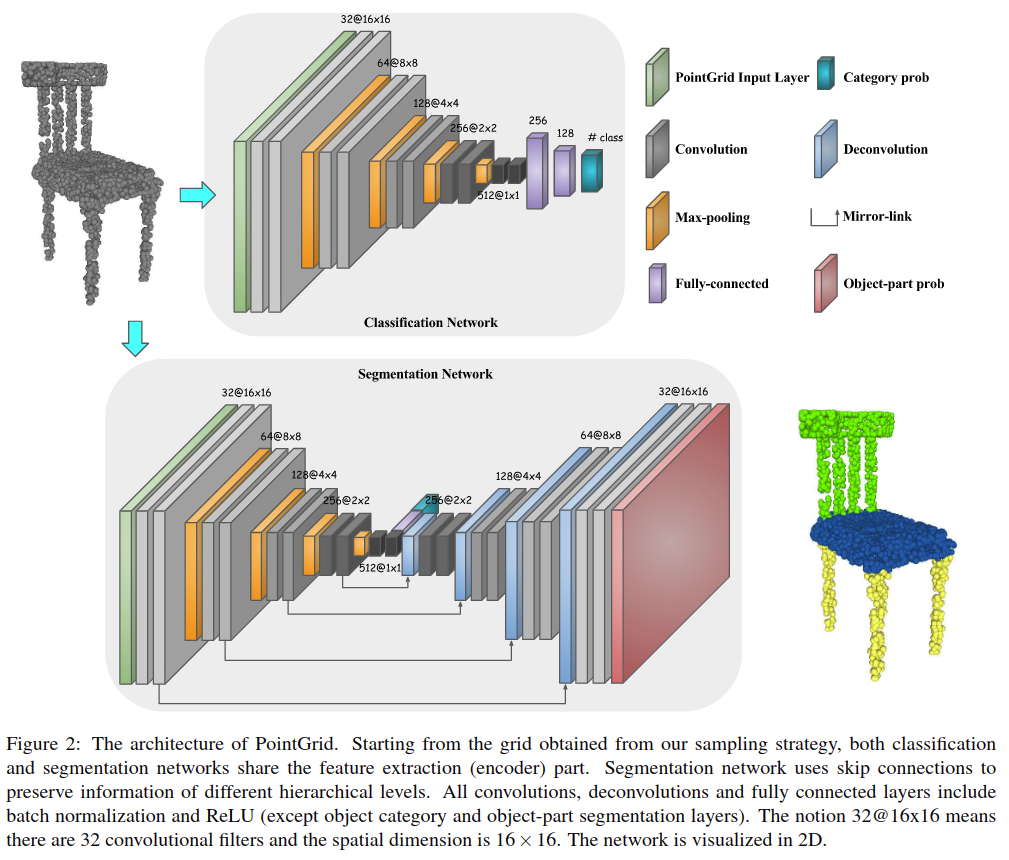 32@16x16
64@8x8
128@4x4
256@2x2
512@1x1
256
128
# class
Classification Network
PointGrid Input Layer
Category prob
Convolution
Deconvolution
Max-pooling
Mirror-link
Fully-connected
Object-part prob
Segmentation Network
32@16x16
64@8x8
128@4x4
256@2x2
512@1x1
256@2x2
128@4x4
64@8x8
32@16x16
Figure 2: The architecture of PointGrid. Starting from the grid obtained from our sampling strategy, both classification
and segmentation networks share the feature extraction (encoder) part. Segmentation network uses skip connections to
preserve information of different hierarchical levels. All convolutions, deconvolutions and fully connected layers include
batch normalization and ReLU (except object category and object-part segmentation layers). The notion 32@16x16 means
there are 32 convolutional filters and the spatial dimension is 16 × 16. The network is visualized in 2D.